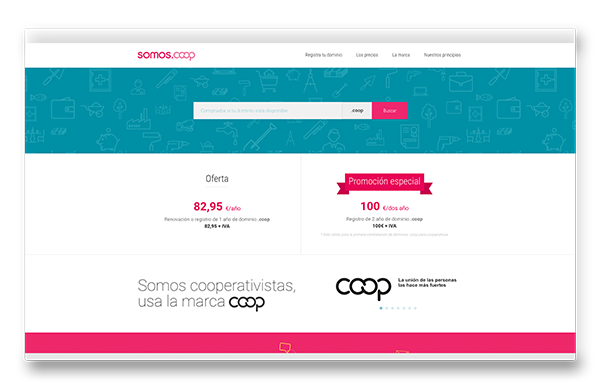 somos.coop
Registra tu dominio Los precios La marca Nuestros principios
Comprueba si tu dominio está disponible .coop Buscar
Oferta
82,95 €/año
Renovación o registro de 1 año de dominio .coop
82,95 + IVA
Promoción especial
100 €/dos año
Registro de 2 año de dominio .coop
100€ + IVA
Somos cooperativistas,
usa la marca coop
coop
La unión de las personas
los hace más fuertes